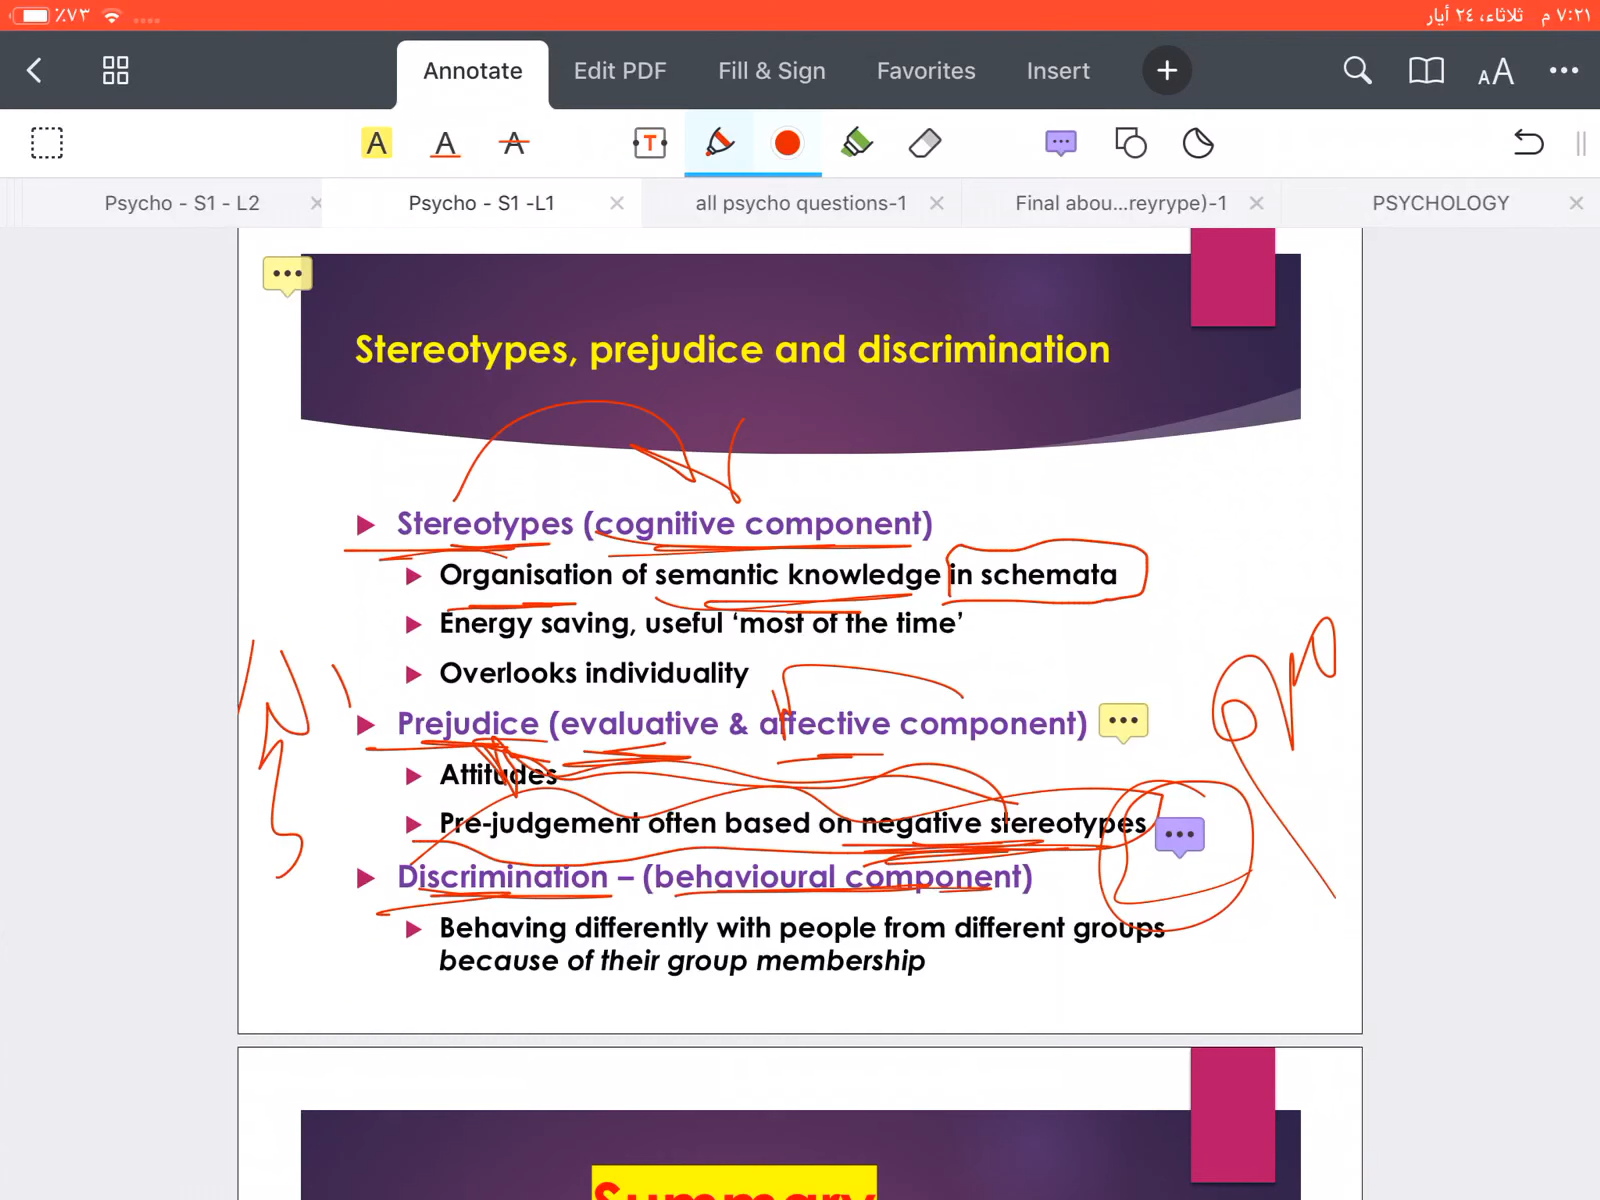 ٪٧٣
٧:٢١ م ثلاثاء، ٢٤ أيار
Annotate Edit PDF Fill & Sign Favorites Insert
Psycho - S1 - L2
Psycho - S1 -L1
all psycho questions-1
Final abou...reyrype)-1
PSYCHOLOGY
Stereotypes, prejudice and discrimination
Stereotypes (cognitive component)
Organisation of semantic knowledge in schemata
Energy saving, useful ‘most of the time’
Overlooks individuality
Prejudice (evaluative & affective component)
Attitudes
Pre-judgement often based on negative stereotypes
Discrimination – (behavioural component)
Behaving differently with people from different groups
because of their group membership
Summary